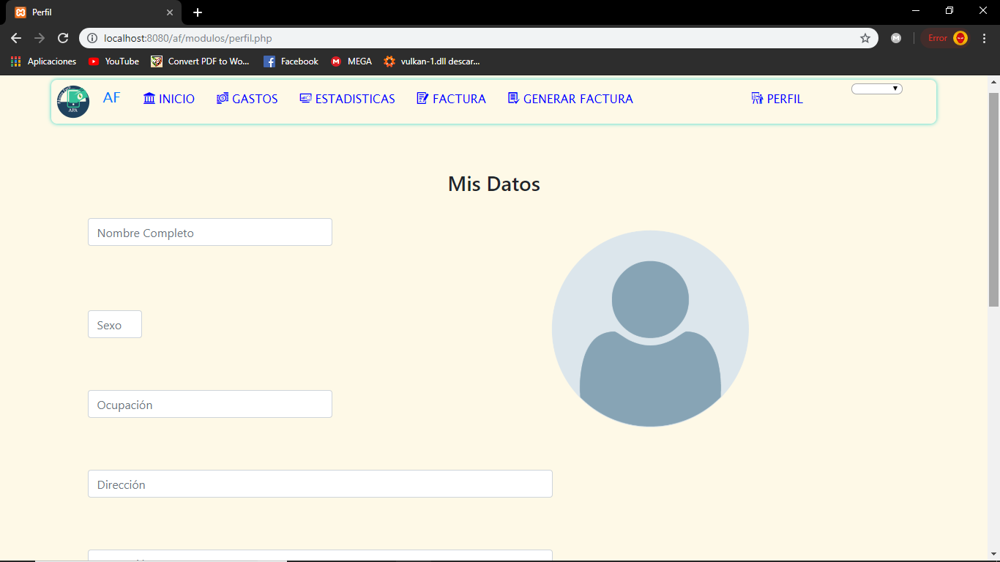 Perfil
localhost:8080/af/modulos/perfil.php
Error
Aplicaciones YouTube Convert PDF to Wo... Facebook MEGA vulkan-1.dll descar...
AFA
AF INICIO GASTOS ESTADISTICAS FACTURA GENERAR FACTURA PERFIL
Mis Datos
Nombre Completo
Sexo
Ocupación
Dirección